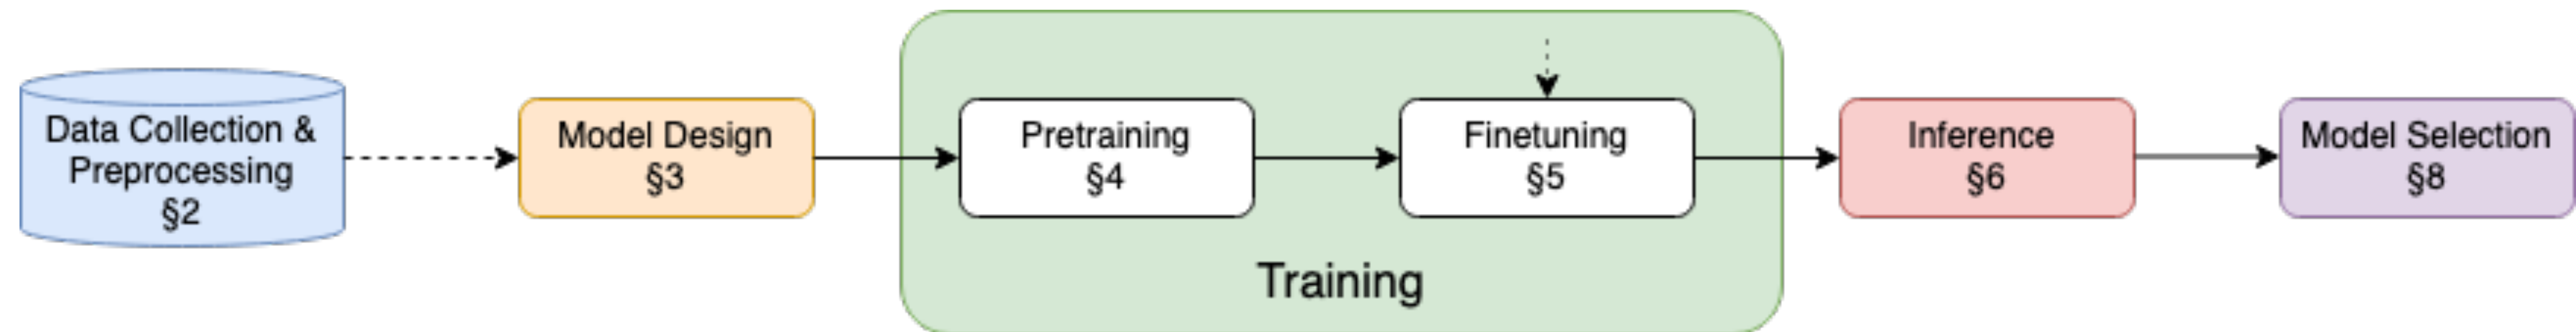 Data Collection &
Preprocessing
§2
Model Design
§3
Pretraining
§4
Finetuning
§5
Training
Inference
§6
Model Selection
§8